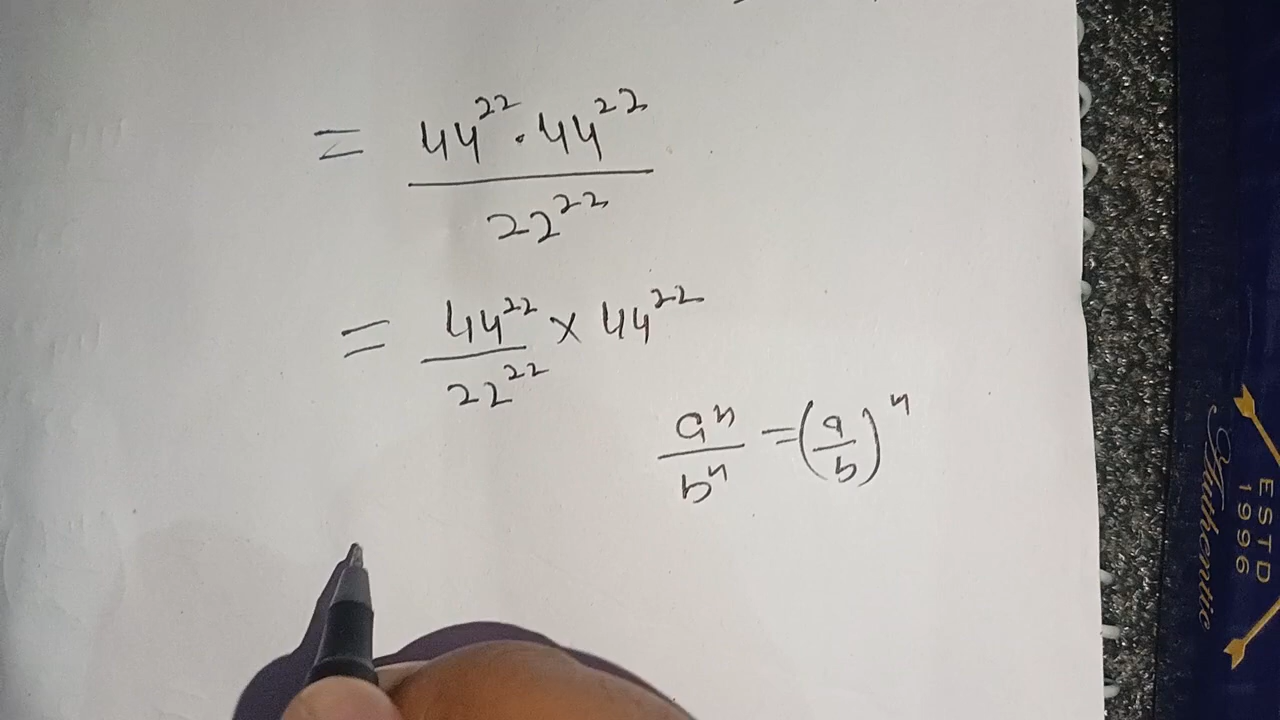 = 44^22 · 44^22 / 22^22
= 44^22 / 22^22 × 44^22
a^n / b^n = (a/b)^n
Authentic
ESTD
1996